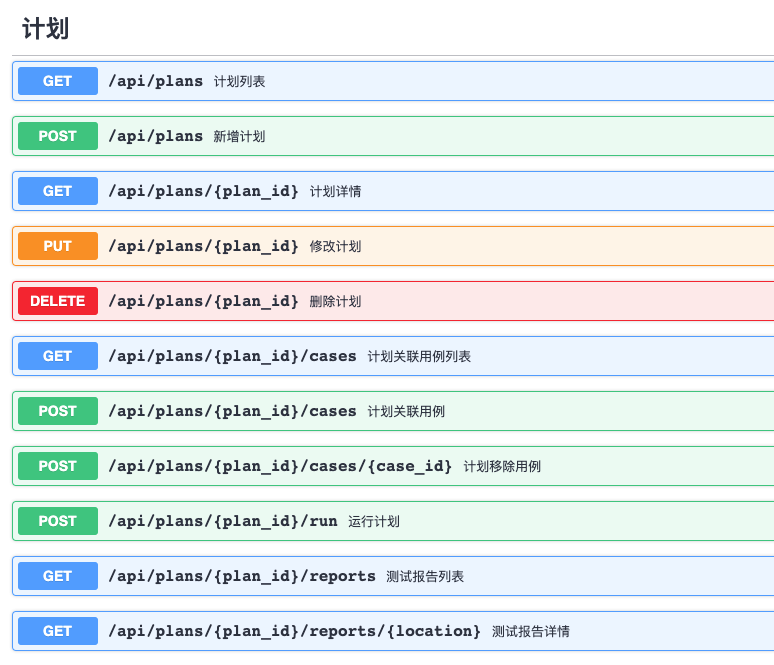 计划
GET /api/plans 计划列表
POST /api/plans 新增计划
GET /api/plans/{plan_id} 计划详情
PUT /api/plans/{plan_id} 修改计划
DELETE /api/plans/{plan_id} 删除计划
GET /api/plans/{plan_id}/cases 计划关联用例列表
POST /api/plans/{plan_id}/cases 计划关联用例
POST /api/plans/{plan_id}/cases/{case_id} 计划移除用例
POST /api/plans/{plan_id}/run 运行计划
GET /api/plans/{plan_id}/reports 测试报告列表
GET /api/plans/{plan_id}/reports/{location} 测试报告详情